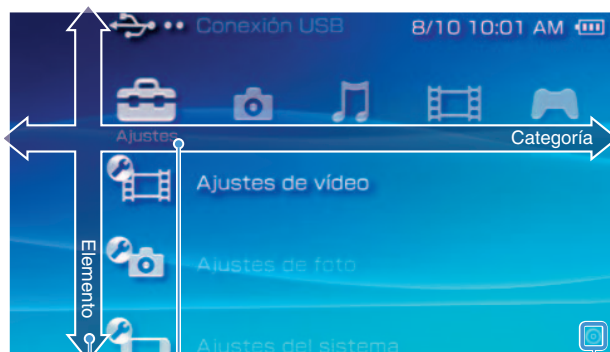 Conexión USB 8/10 10:01 AM
Ajustes
Categoría
Ajustes de vídeo
Elemento
Ajustes de foto
Ajustes del sistema